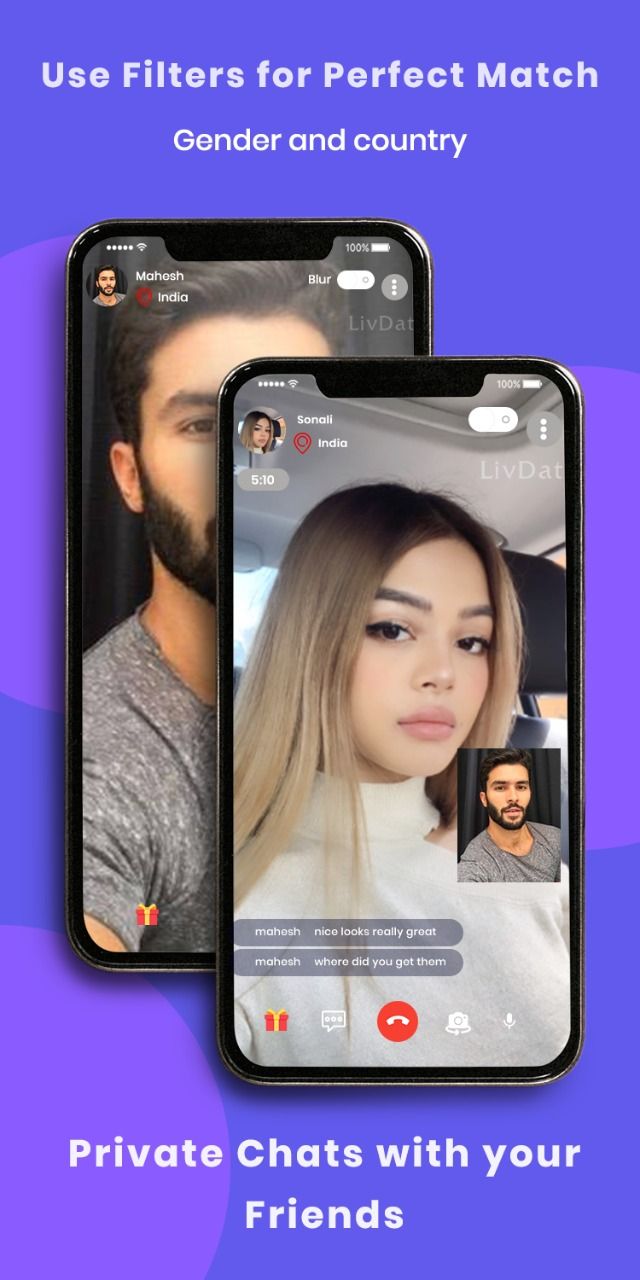 Use Filters for Perfect Match
Gender and country
100%
Mahesh
India
Blur
LivDat
100%
Sonali
India
LivDat
5:10
mahesh nice looks really great
mahesh where did you get them
Private Chats with your
Friends